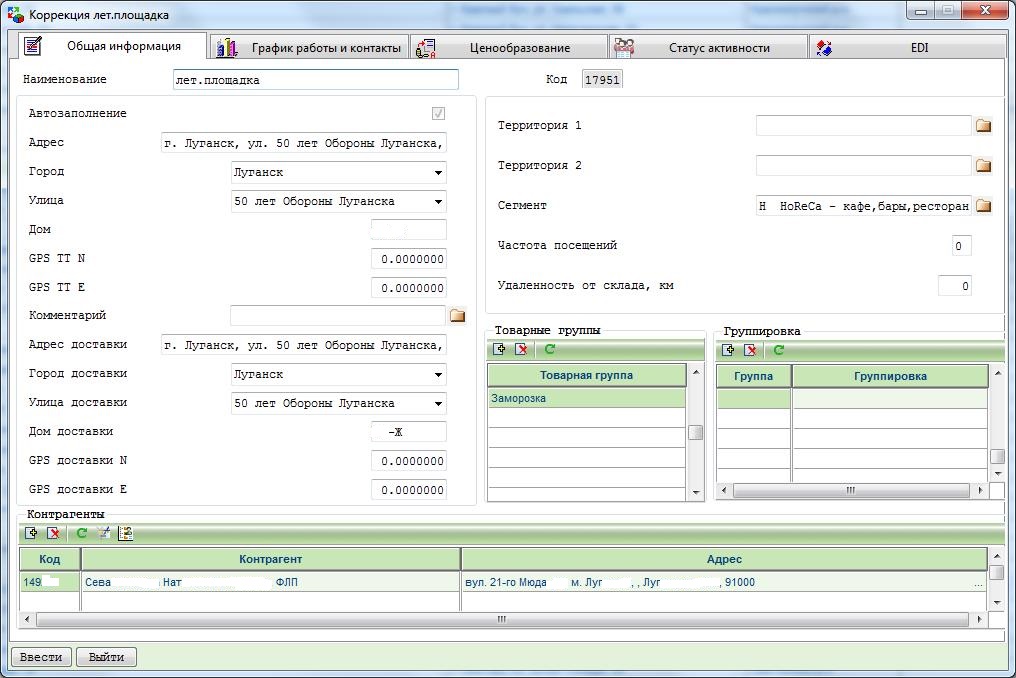 Коррекция лет.площадка
Общая информация
График работы и контакты
Ценообразование
Статус активности
EDI
Наименование лет.площадка
Код 17951
Автозаполнение
Адрес г. Луганск, ул. 50 лет Обороны Луганска,
Город Луганск
Улица 50 лет Обороны Луганска
Дом
GPS ТТ N 0.0000000
GPS ТТ E 0.0000000
Комментарий
Адрес доставки г. Луганск, ул. 50 лет Обороны Луганска,
Город доставки Луганск
Улица доставки 50 лет Обороны Луганска
Дом доставки -Ж
GPS доставки N 0.0000000
GPS доставки E 0.0000000
Территория 1
Территория 2
Сегмент Н HoReCa - кафе,бары,ресторан
Частота посещений 0
Удаленность от склада, км 0
Товарные группы
Товарная группа
Заморозка
Группировка
Группа Группировка
Контрагенты
Код Контрагент Адрес
149 Сева Нат ФЛП вул. 21-го Мюда м. Луг , , Луг , 91000 ...
Ввести Выйти